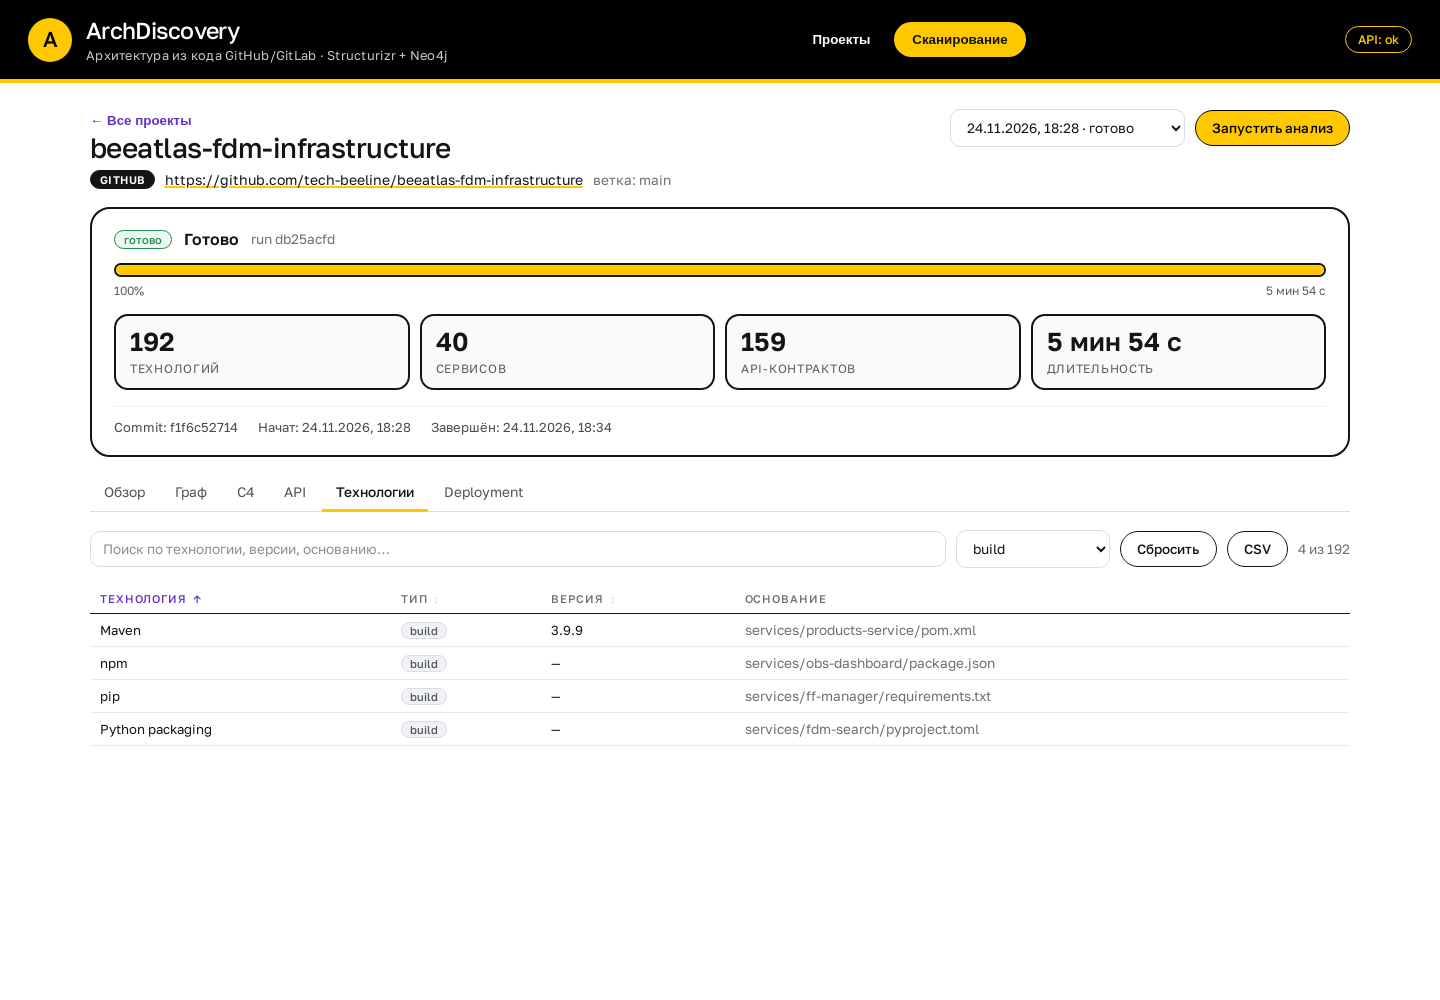 A
ArchDiscovery
Архитектура из кода GitHub/GitLab · Structurizr + Neo4j
Проекты
Сканирование
API: ok
← Все проекты
beeatlas-fdm-infrastructure
24.11.2026, 18:28 · готово
Запустить анализ
GITHUB https://github.com/tech-beeline/beeatlas-fdm-infrastructure ветка: main
готово Готово run db25acfd
100% 5 мин 54 с
192 40 159 5 мин 54 с
ТЕХНОЛОГИЙ СЕРВИСОВ API-КОНТРАКТОВ ДЛИТЕЛЬНОСТЬ
Commit: f1f6c52714 Начат: 24.11.2026, 18:28 Завершён: 24.11.2026, 18:34
Обзор Граф C4 API Технологии Deployment
Поиск по технологии, версии, основанию… build Сбросить CSV 4 из 192
ТЕХНОЛОГИЯ ↑ ТИП ↕ ВЕРСИЯ ↕ ОСНОВАНИЕ
Maven build 3.9.9 services/products-service/pom.xml
npm build — services/obs-dashboard/package.json
pip build — services/ff-manager/requirements.txt
Python packaging build — services/fdm-search/pyproject.toml